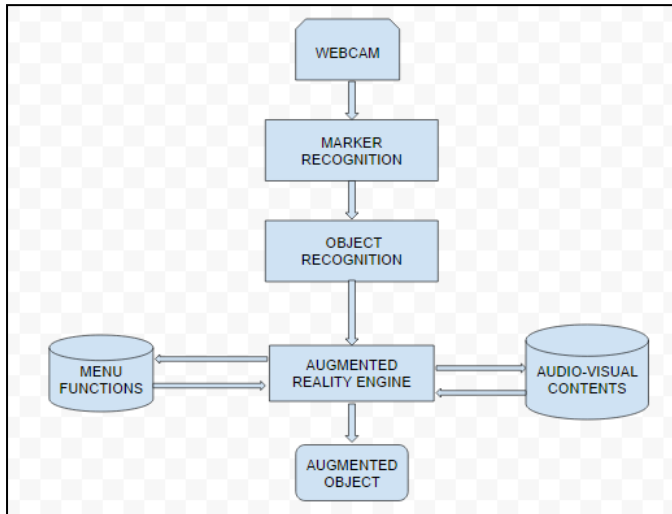 WEBCAM
MARKER
RECOGNITION
OBJECT
RECOGNITION
MENU
FUNCTIONS
AUGMENTED
REALITY ENGINE
AUDIO-VISUAL
CONTENTS
AUGMENTED
OBJECT